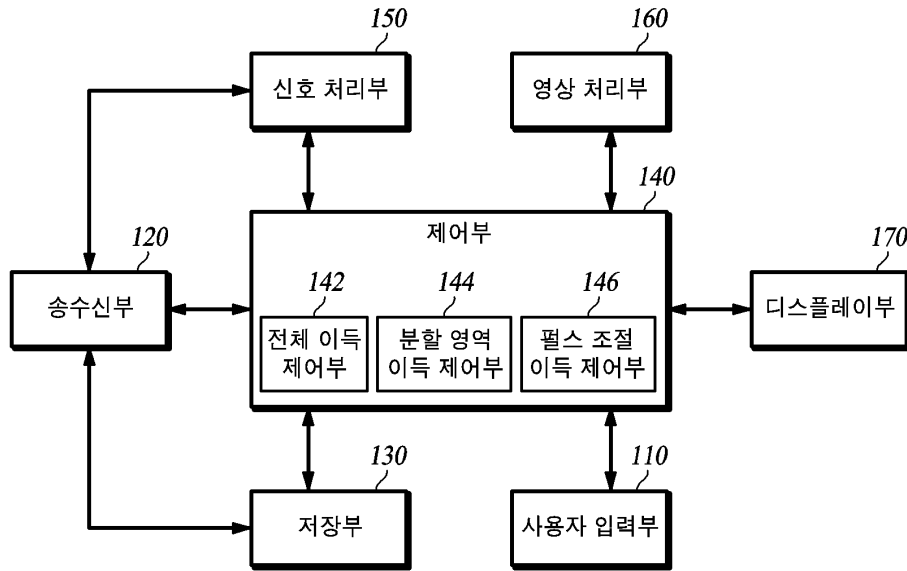 150
신호 처리부
160
영상 처리부
140
제어부
120
송수신부
142
전체 이득
제어부
144
분할 영역
이득 제어부
146
펄스 조절
이득 제어부
170
디스플레이부
130
저장부
110
사용자 입력부